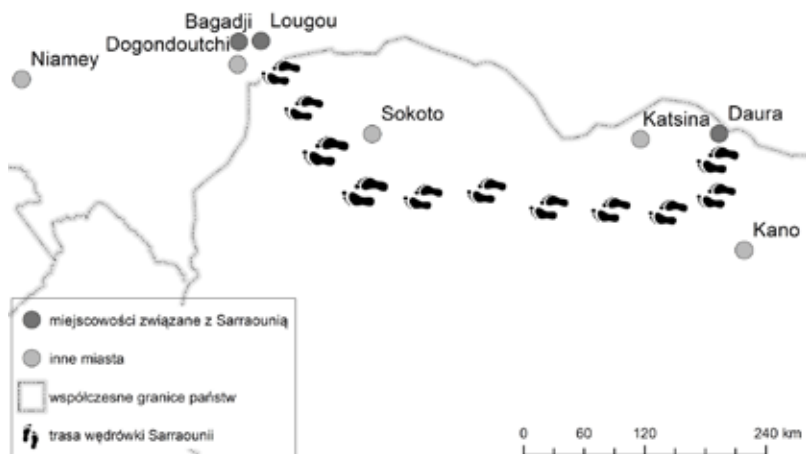 Bagadji Lougou
Dogondoutchi
Niamey
Sokoto
Katsina
Daura
Kano
miejscowości związane z Sarraounią
inne miasta
współczesne granice państw
trasa wędrówki Sarraounii
0 60 120 240 km